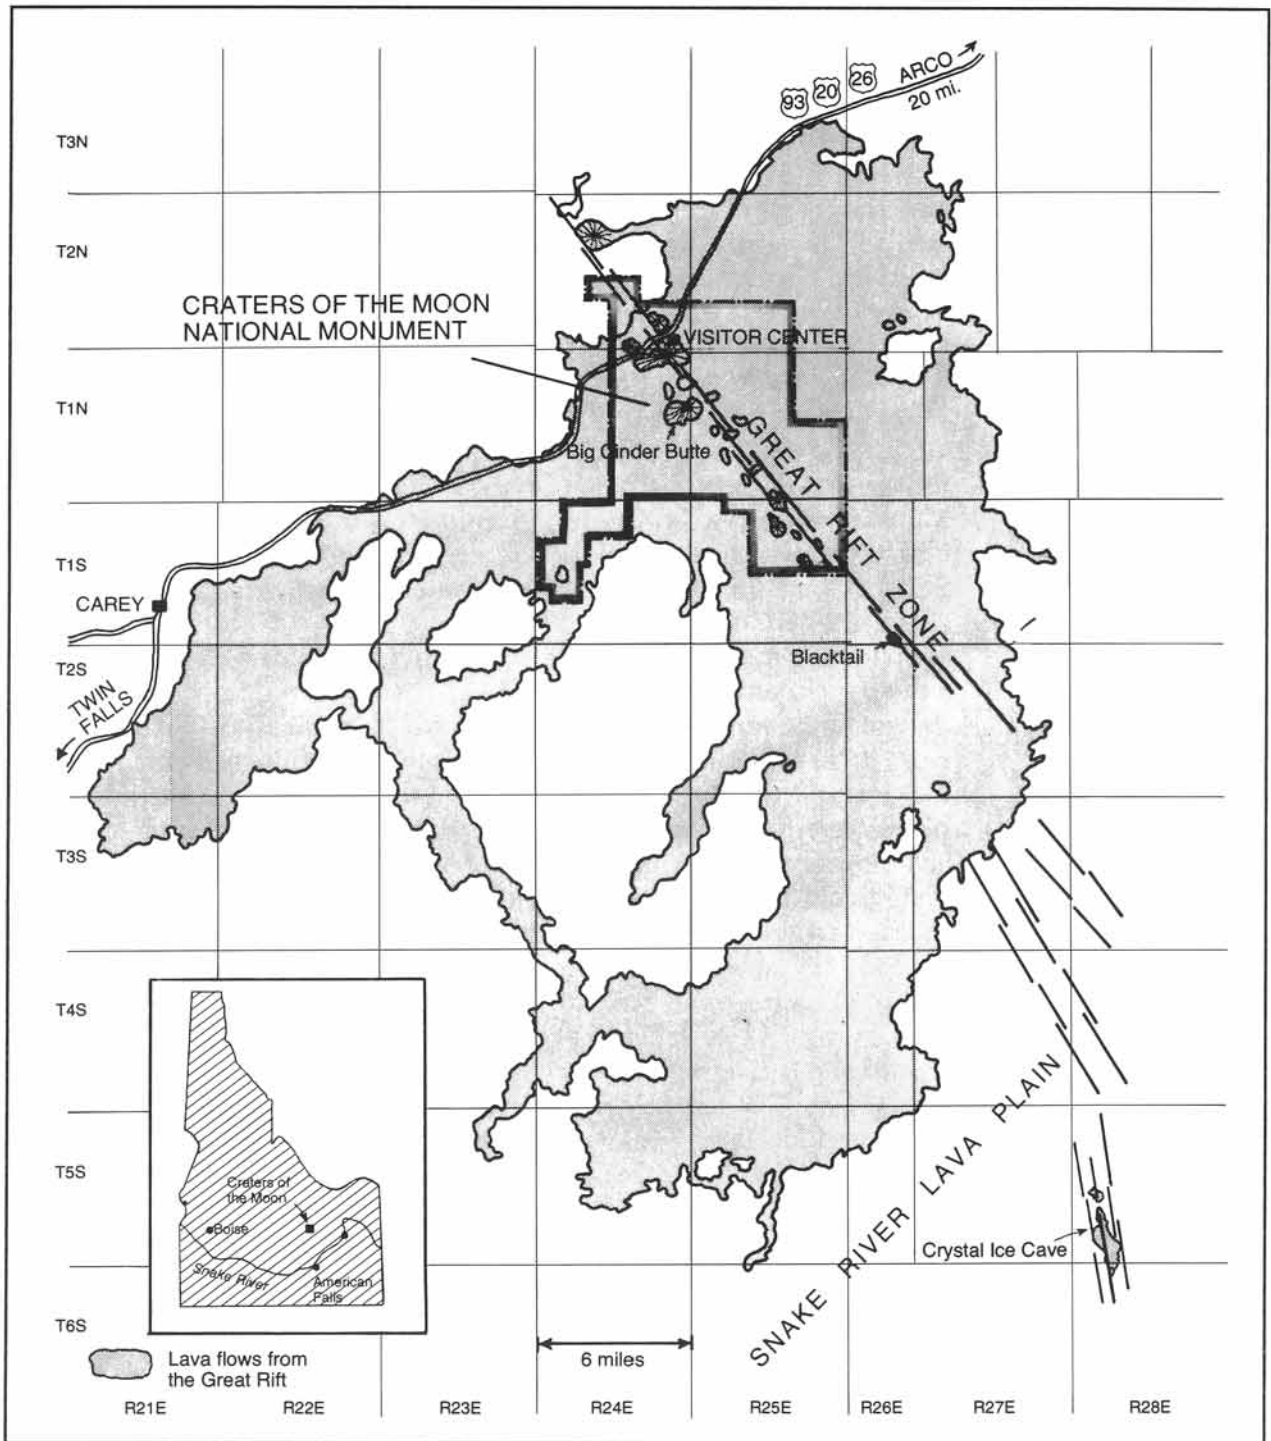 93
20
26
ARCO
20 mi.
T3N
T2N
CRATERS OF THE MOON
NATIONAL MONUMENT
VISITOR CENTER
T1N
Big Cinder Butte
GREAT RIFT ZONE
T1S
CAREY
Blacktail
T2S
TWIN
FALLS
T3S
T4S
SNAKE RIVER LAVA PLAIN
T5S
Craters of
the Moon
Boise
Snake River
American
Falls
Crystal Ice Cave
T6S
Lava flows from
the Great Rift
6 miles
R21E
R22E
R23E
R24E
R25E
R26E
R27E
R28E